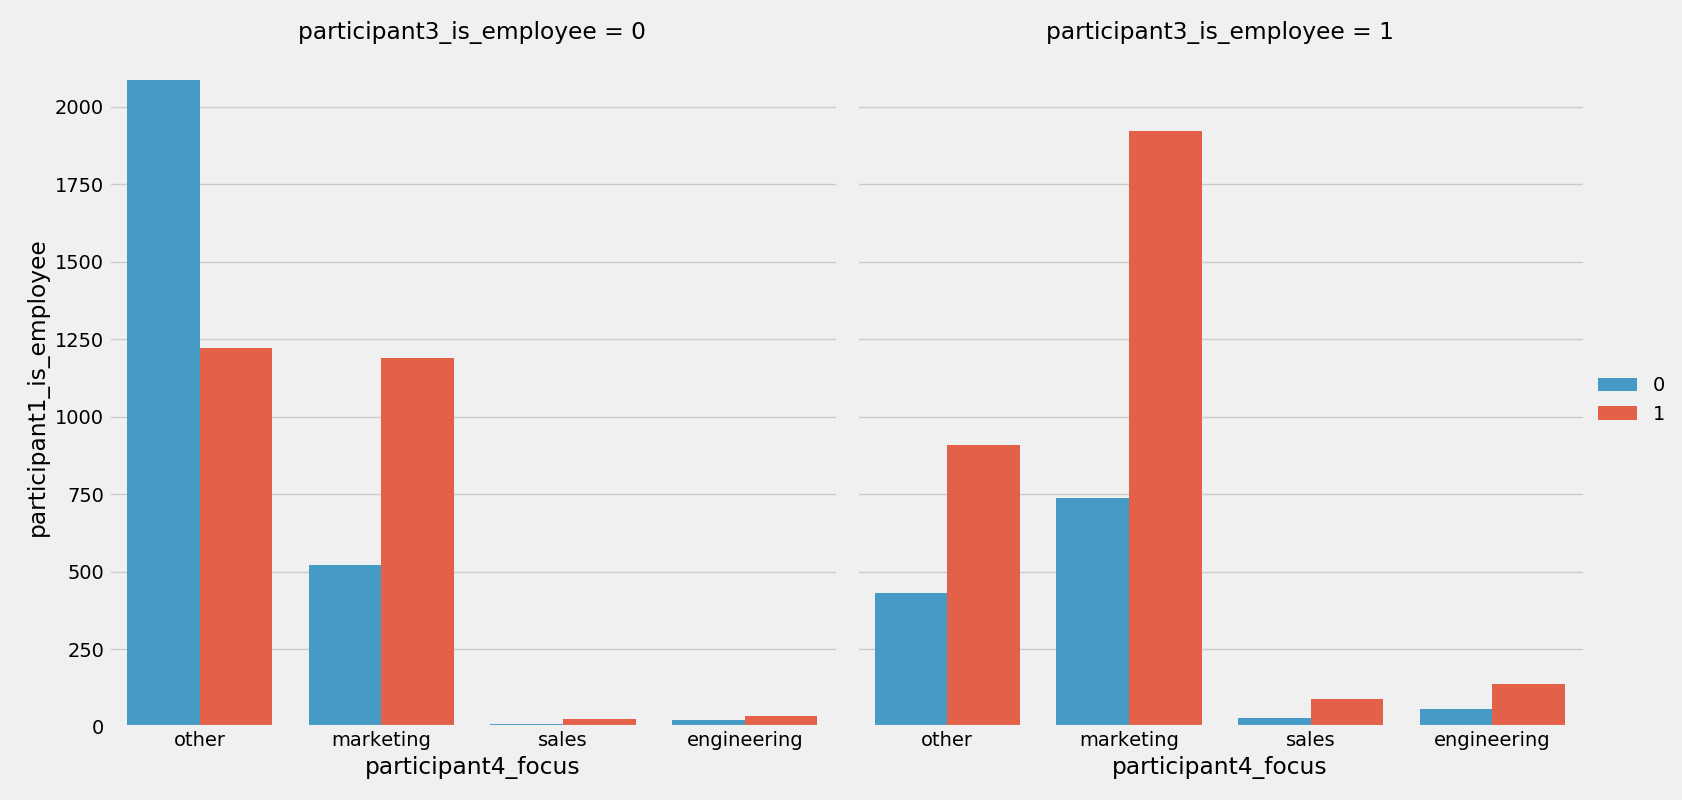 participant3_is_employee = 0
participant3_is_employee = 1
participant1_is_employee
2000
1750
1500
1250
1000
750
500
250
0
other marketing sales engineering
other marketing sales engineering
participant4_focus
participant4_focus
0
1